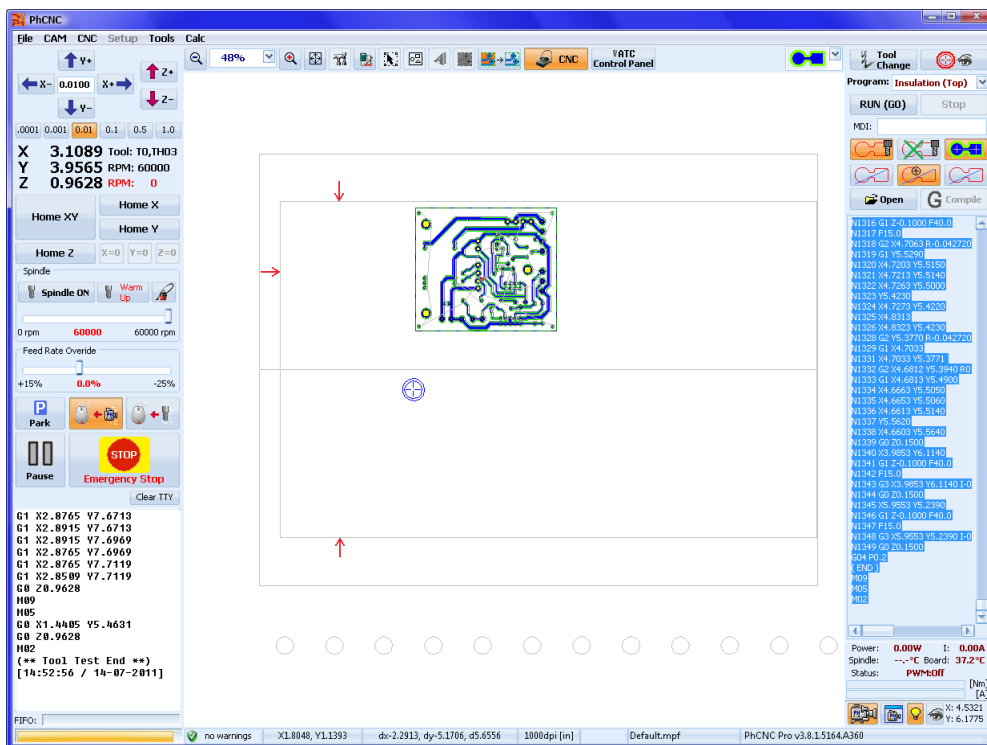 PhCNC
File CAM CNC Setup Tools Calc
Y+
X- 0.0100 X+
Y-
Z+
Z-
.0001 0.001 0.01 0.1 0.5 1.0
X 3.1089 Tool: T0,TH03
Y 3.9565 RPM: 60000
Z 0.9628 RPM: 0
Home XY
Home X
Home Y
Home Z X=0 Y=0 Z=0
Spindle
Spindle ON
Warm
Up
0 rpm 60000 60000 rpm
Feed Rate Overide
+15% 0.0% -25%
P
Park
Pause
STOP
Emergency Stop
Clear TTY
G1 X2.8765 Y7.6713
G1 X2.8915 Y7.6713
G1 X2.8915 Y7.6969
G1 X2.8765 Y7.6969
G1 X2.8765 Y7.7119
G1 X2.8509 Y7.7119
G0 Z0.9628
M09
M05
G0 X1.4405 Y5.4631
G0 Z0.9628
M02
(** Tool Test End **)
[14:52:56 / 14-07-2011]
FIFO:
48%
CNC
ATC
Control Panel
Tool
Change
Program: Insulation (Top)
RUN (GO) Stop
MDI:
Open G Compile
N1316 G1 Z-0.1000 F40.0
N1317 F15.0
N1318 G2 X4.7063 R-0.042720
N1319 G1 Y5.5290
N1320 X4.7203 Y5.5150
N1321 X4.7213 Y5.5140
N1322 X4.7263 Y5.5000
N1323 Y5.4230
N1324 X4.7273 Y5.4220
N1325 X4.8313
N1326 X4.8323 Y5.4230
N1328 G2 Y5.3770 R-0.042720
N1329 G1 X4.7033
N1331 X4.7033 Y5.3771
N1332 G2 X4.6812 Y5.3940 R0
N1333 G1 X4.6813 Y5.4900
N1334 X4.6663 Y5.5050
N1335 X4.6653 Y5.5060
N1336 X4.6613 Y5.5140
N1337 Y5.5620
N1338 X4.6603 Y5.5640
N1339 G0 Z0.1500
N1340 X3.9853 Y6.1140
N1341 G1 Z-0.1000 F40.0
N1342 F15.0
N1343 G3 X3.9853 Y6.1140 I-0
N1344 G0 Z0.1500
N1345 X5.9553 Y5.2390
N1346 G1 Z-0.1000 F40.0
N1347 F15.0
N1348 G3 X5.9553 Y5.2390 I-0
N1349 G0 Z0.1500
G04 P0.2
( END )
M09
M05
M02
Power: 0.00W I: 0.00A
Spindle: --.-°C Board: 37.2°C
Status: PWM:Off
[Nm]
[A]
X: 4.5321
Y: 6.1775
no warnings X1.8048, Y1.1393 dx-2.2913, dy-5.1706, d5.6556 1000dpi [in] Default.mpf PhCNC Pro v3.8.1.5164.A360